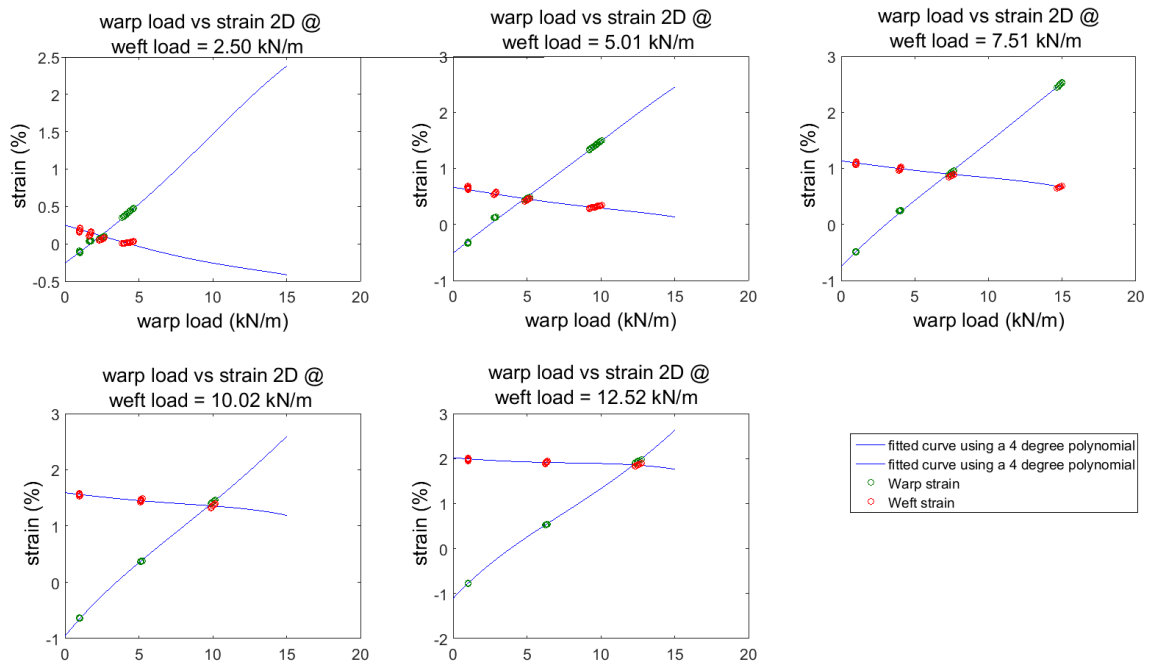 warp load vs strain 2D @
weft load = 2.50 kN/m
2.5
2
1.5
1
0.5
0
-0.5
0
5
10
15
20
strain (%)
warp load (kN/m)
warp load vs strain 2D @
weft load = 5.01 kN/m
3
2
1
0
-1
0
5
10
15
20
strain (%)
warp load (kN/m)
warp load vs strain 2D @
weft load = 7.51 kN/m
3
2
1
0
-1
0
5
10
15
20
strain (%)
warp load (kN/m)
warp load vs strain 2D @
weft load = 10.02 kN/m
3
2
1
0
-1
0
5
10
15
20
strain (%)
warp load vs strain 2D @
weft load = 12.52 kN/m
3
2
1
0
-1
-2
0
5
10
15
20
strain (%)
fitted curve using a 4 degree polynomial
fitted curve using a 4 degree polynomial
Warp strain
Weft strain